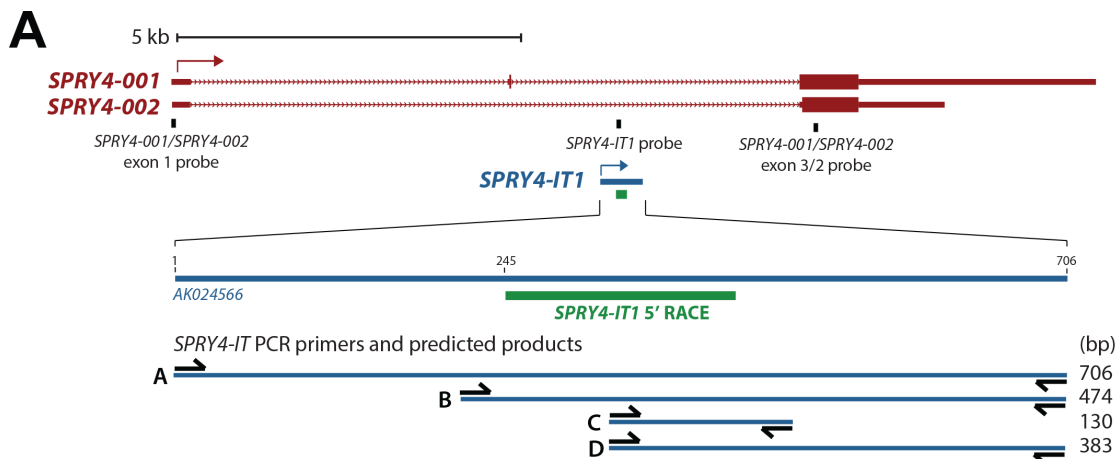 A
5 kb
SPRY4-001
SPRY4-002
SPRY4-001/SPRY4-002
exon 1 probe
SPRY4-IT1 probe
SPRY4-001/SPRY4-002
exon 3/2 probe
SPRY4-IT1
1
245
706
AK024566
SPRY4-IT1 5′ RACE
SPRY4-IT PCR primers and predicted products
(bp)
A
706
B
474
C
130
D
383